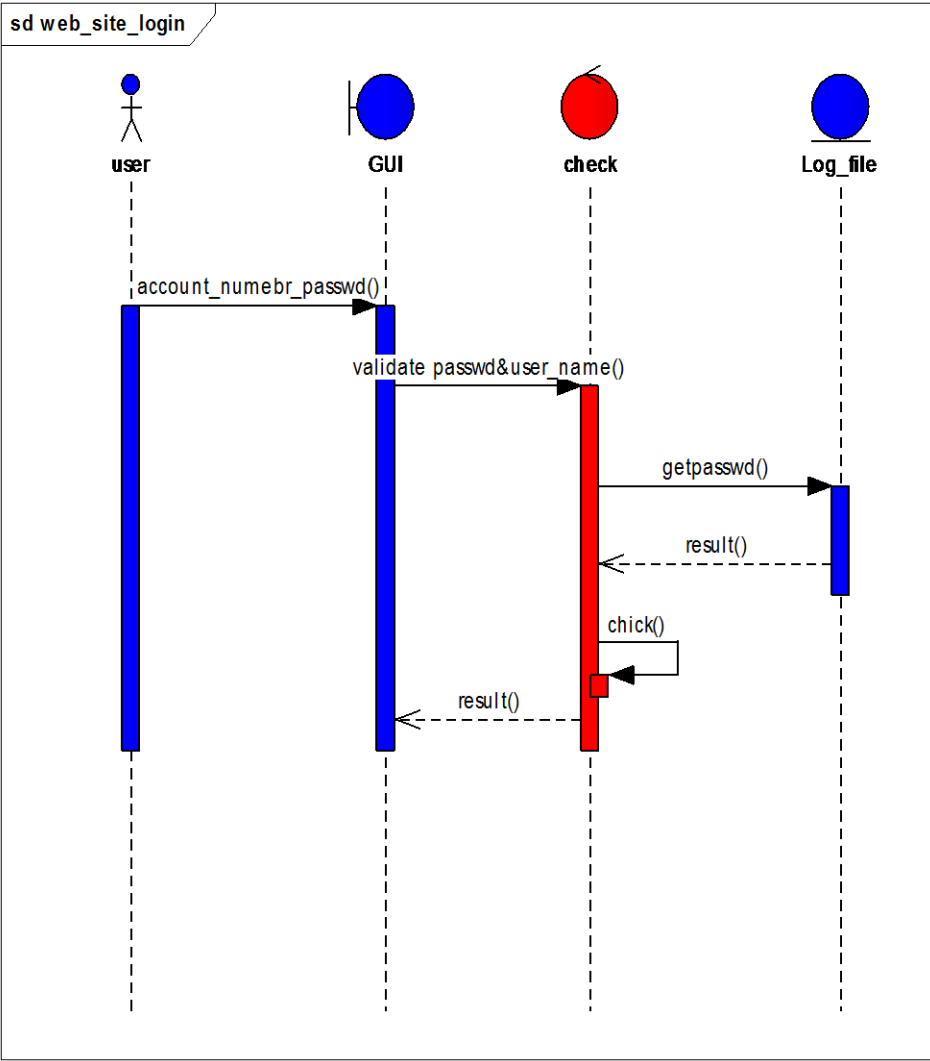 sd web_site_login
user
GUI
check
Log_file
account_numebr_passwd()
validate passwd&user_name()
getpasswd()
result()
chick()
result()